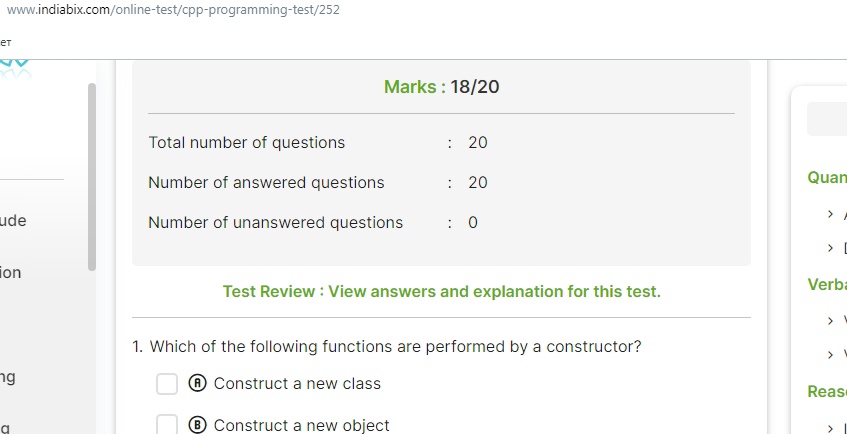 www.indiabix.com/online-test/cpp-programming-test/252
ет
Marks : 18/20
Total number of questions : 20
Number of answered questions : 20
Number of unanswered questions : 0
Test Review : View answers and explanation for this test.
1. Which of the following functions are performed by a constructor?
A Construct a new class
B Construct a new object
ude
ion
ng
Quan
Verba
Reas